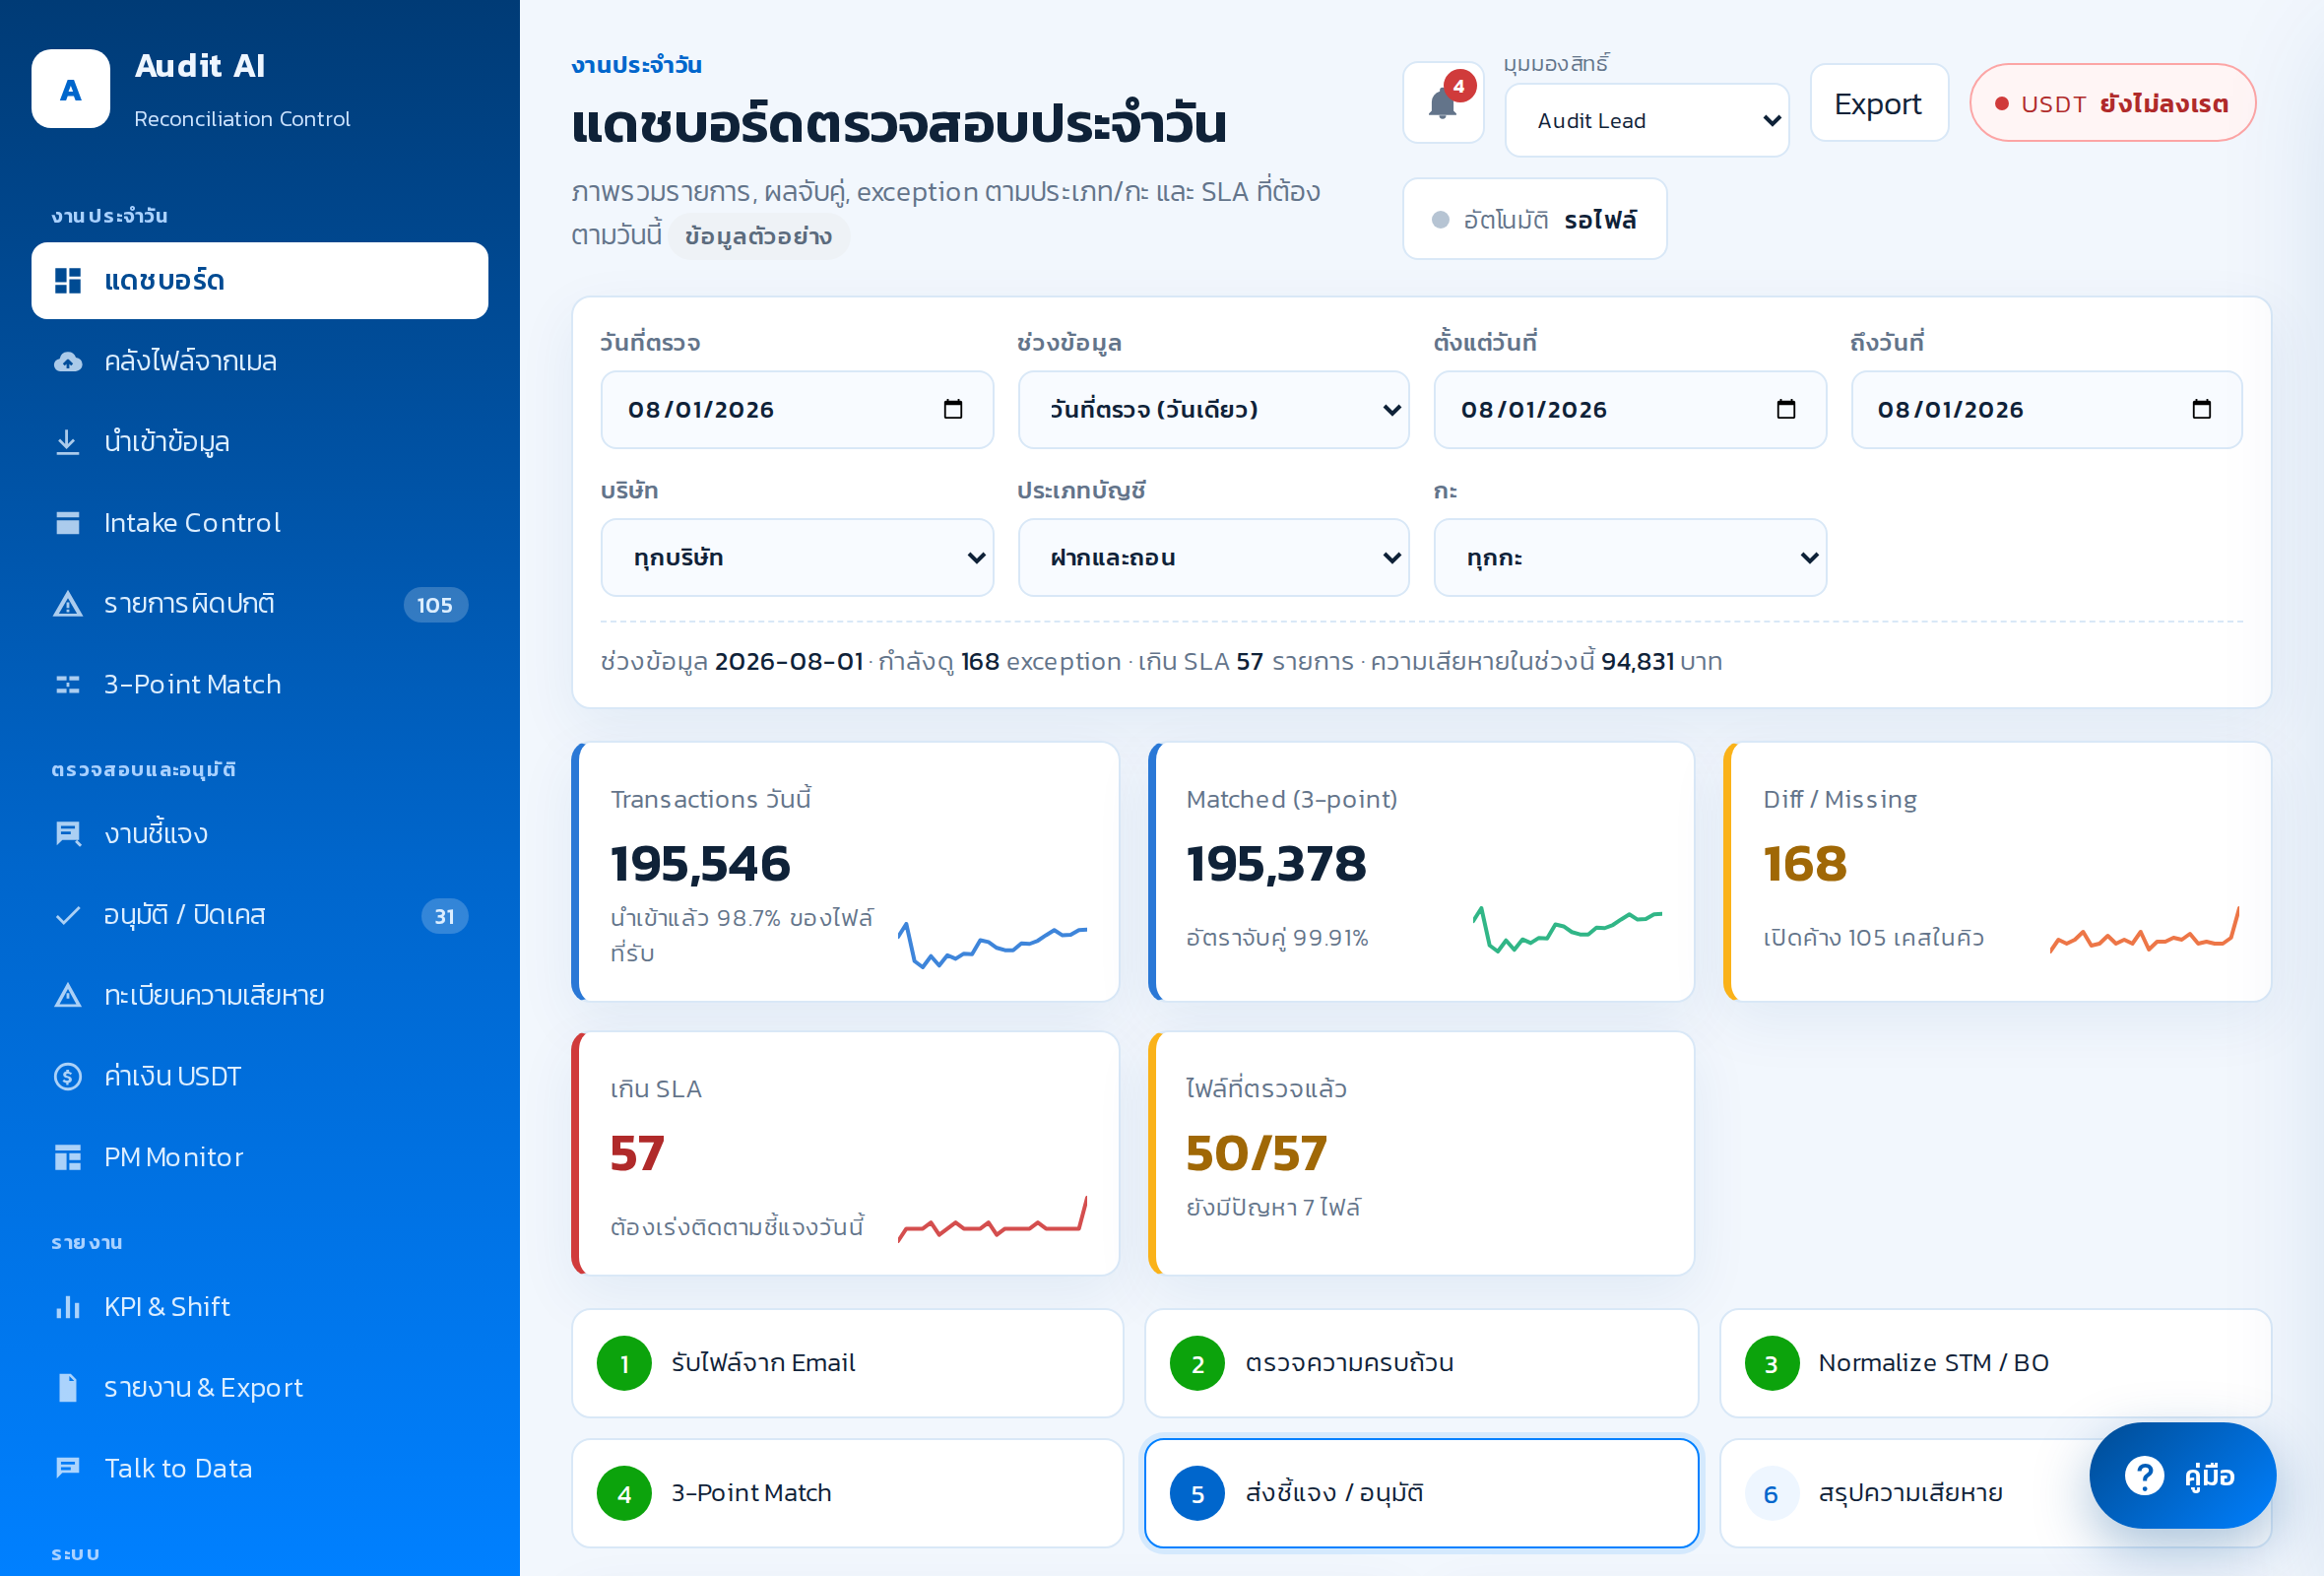 A
Audit AI
Reconciliation Control
งานประจำวัน
แดชบอร์ด
คลังไฟล์จากเมล
นำเข้าข้อมูล
Intake Control
รายการผิดปกติ 105
3-Point Match
ตรวจสอบและอนุมัติ
งานชี้แจง
อนุมัติ / ปิดเคส 31
ทะเบียนความเสียหาย
ค่าเงิน USDT
PM Monitor
รายงาน
KPI & Shift
รายงาน & Export
Talk to Data
ระบบ
งานประจำวัน
แดชบอร์ดตรวจสอบประจำวัน
ภาพรวมรายการ, ผลจับคู่, exception ตามประเภท/กะ และ SLA ที่ต้อง
ตามวันนี้ ข้อมูลตัวอย่าง
4
มุมมองสิทธิ์
Audit Lead
Export
USDT ยังไม่ลงเรต
อัตโนมัติ รอไฟล์
วันที่ตรวจ ช่วงข้อมูล ตั้งแต่วันที่ ถึงวันที่
08/01/2026 วันที่ตรวจ (วันเดียว) 08/01/2026 08/01/2026
บริษัท ประเภทบัญชี กะ
ทุกบริษัท ฝากและถอน ทุกกะ
ช่วงข้อมูล 2026-08-01 · กำลังดู 168 exception · เกิน SLA 57 รายการ · ความเสียหายในช่วงนี้ 94,831 บาท
Transactions วันนี้
195,546
นำเข้าแล้ว 98.7% ของไฟล์
ที่รับ
Matched (3-point)
195,378
อัตราจับคู่ 99.91%
Diff / Missing
168
เปิดค้าง 105 เคสในคิว
เกิน SLA
57
ต้องเร่งติดตามชี้แจงวันนี้
ไฟล์ที่ตรวจแล้ว
50/57
ยังมีปัญหา 7 ไฟล์
1 รับไฟล์จาก Email
2 ตรวจความครบถ้วน
3 Normalize STM / BO
4 3-Point Match
5 ส่งชี้แจง / อนุมัติ
6 สรุปความเสียหาย
? คู่มือ